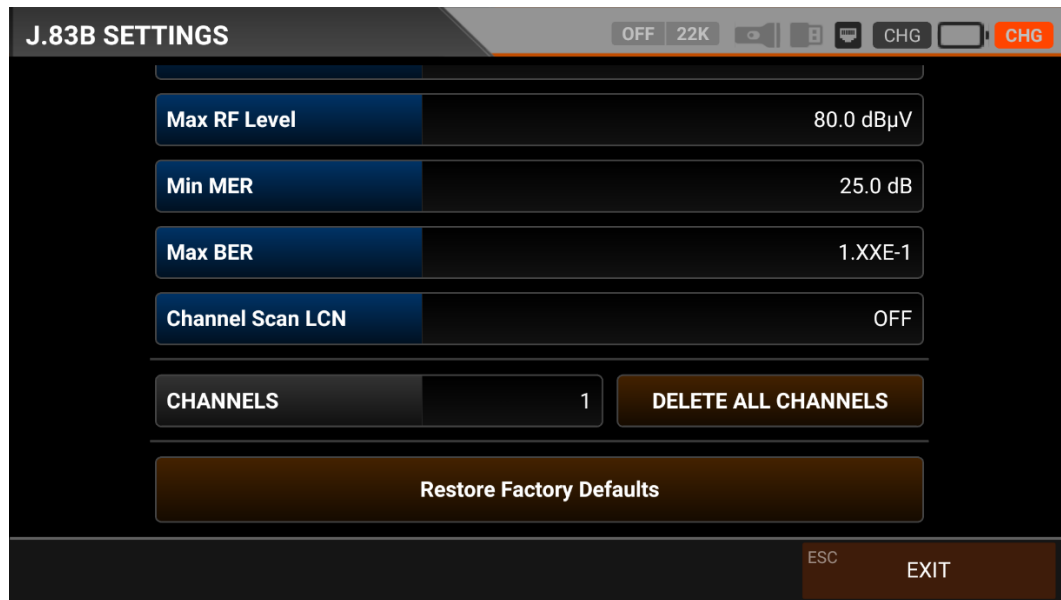 J.83B SETTINGS OFF 22K CHG CHG
Max RF Level 80.0 dBµV
Min MER 25.0 dB
Max BER 1.XXE-1
Channel Scan LCN OFF
CHANNELS 1 DELETE ALL CHANNELS
Restore Factory Defaults
ESC EXIT